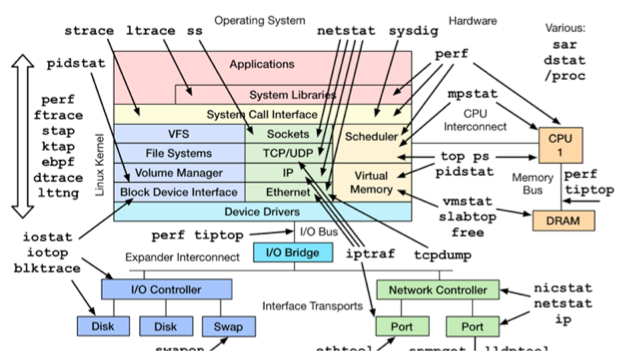 Operating System
Hardware
Various:
strace ltrace ss
netstat sysdig
sar
dstat
/proc
pidstat
Applications
perf
System Libraries
System Call Interface
mpstat
CPU
Interconnect
perf
ftrace
stap
ktap
ebpf
dtrace
lttng
Linux Kernel
VFS
Sockets
Scheduler
File Systems
TCP/UDP
Volume Manager
IP
Virtual
Memory
Block Device Interface
Ethernet
Device Drivers
CPU
1
top ps
pidstat
Memory
Bus
perf
tiptop
vmstat
slabtop
free
DRAM
iostat
iotop
blktrace
perf tiptop
I/O Bus
Expander Interconnect
I/O Bridge
iptraf
tcpdump
I/O Controller
Interface Transports
Network Controller
nicstat
netstat
ip
Disk
Disk
Swap
Port
Port
swapon
ethtool
snmpget
lldptool